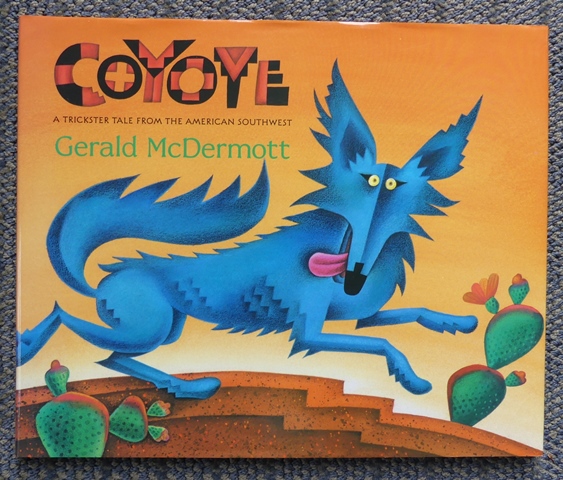 COYOTE
A TRICKSTER TALE FROM THE AMERICAN SOUTHWEST
Gerald McDermott